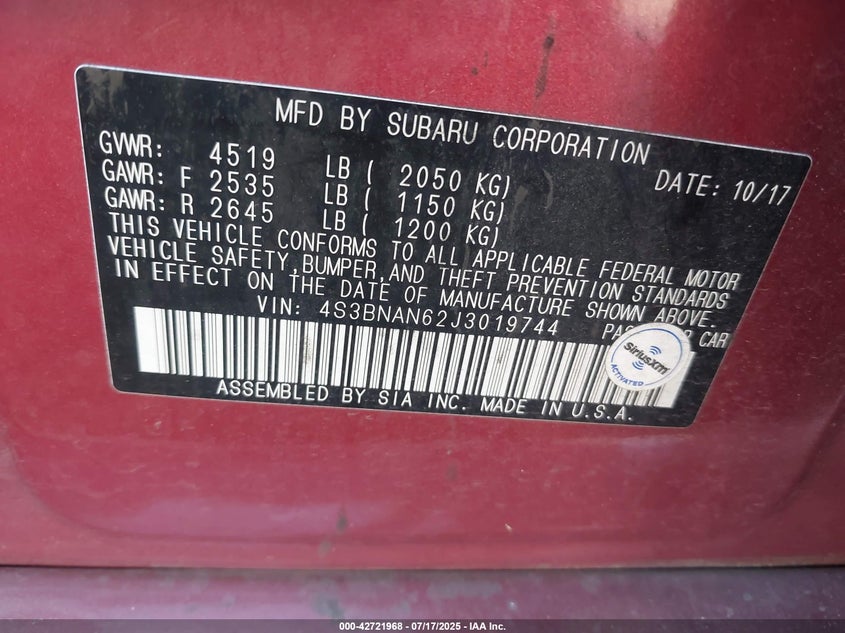 MFD BY SUBARU CORPORATION
GVWR: 4519 LB ( 2050 KG) DATE: 10/17
GAWR: F 2535 LB ( 1150 KG)
GAWR: R 2645 LB ( 1200 KG)
THIS VEHICLE CONFORMS TO ALL APPLICABLE FEDERAL MOTOR
VEHICLE SAFETY, BUMPER, AND THEFT PREVENTION STANDARDS
IN EFFECT ON THE DATE OF MANUFACTURE SHOWN ABOVE.
VIN: 4S3BNAN62J3019744 CAR
SiriusXM
ACTIVATED
ASSEMBLED BY SIA INC. MADE IN U.S.A.
000-42721968 - 07/17/2025 - IAA Inc.